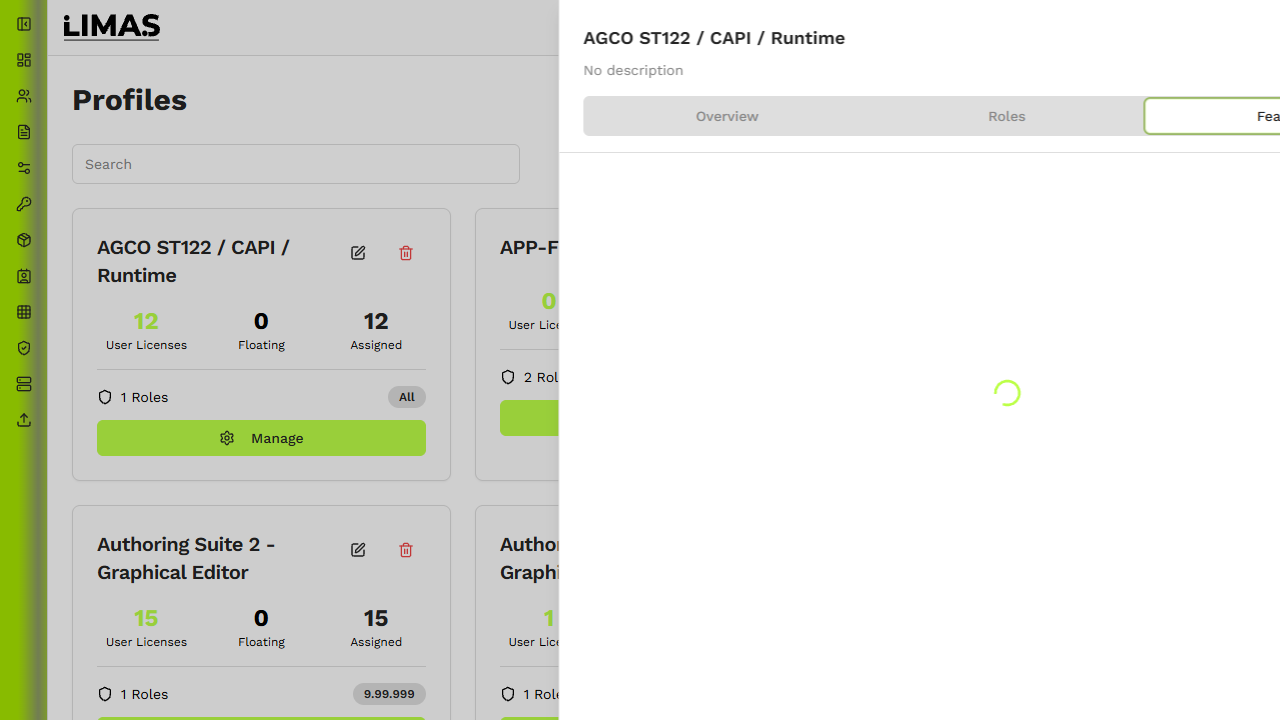 LIMAS
Profiles
Search
AGCO ST122 / CAPI /
Runtime
12
0
12
User Licenses
Floating
Assigned
1 Roles
All
Manage
APP-F
0
User Lice
2 Rol
Authoring Suite 2 -
Graphical Editor
15
0
15
User Licenses
Floating
Assigned
1 Roles
9.99.999
Autho
Graphi
1
User Lice
1 Role
AGCO ST122 / CAPI / Runtime
No description
Overview
Roles
Fea